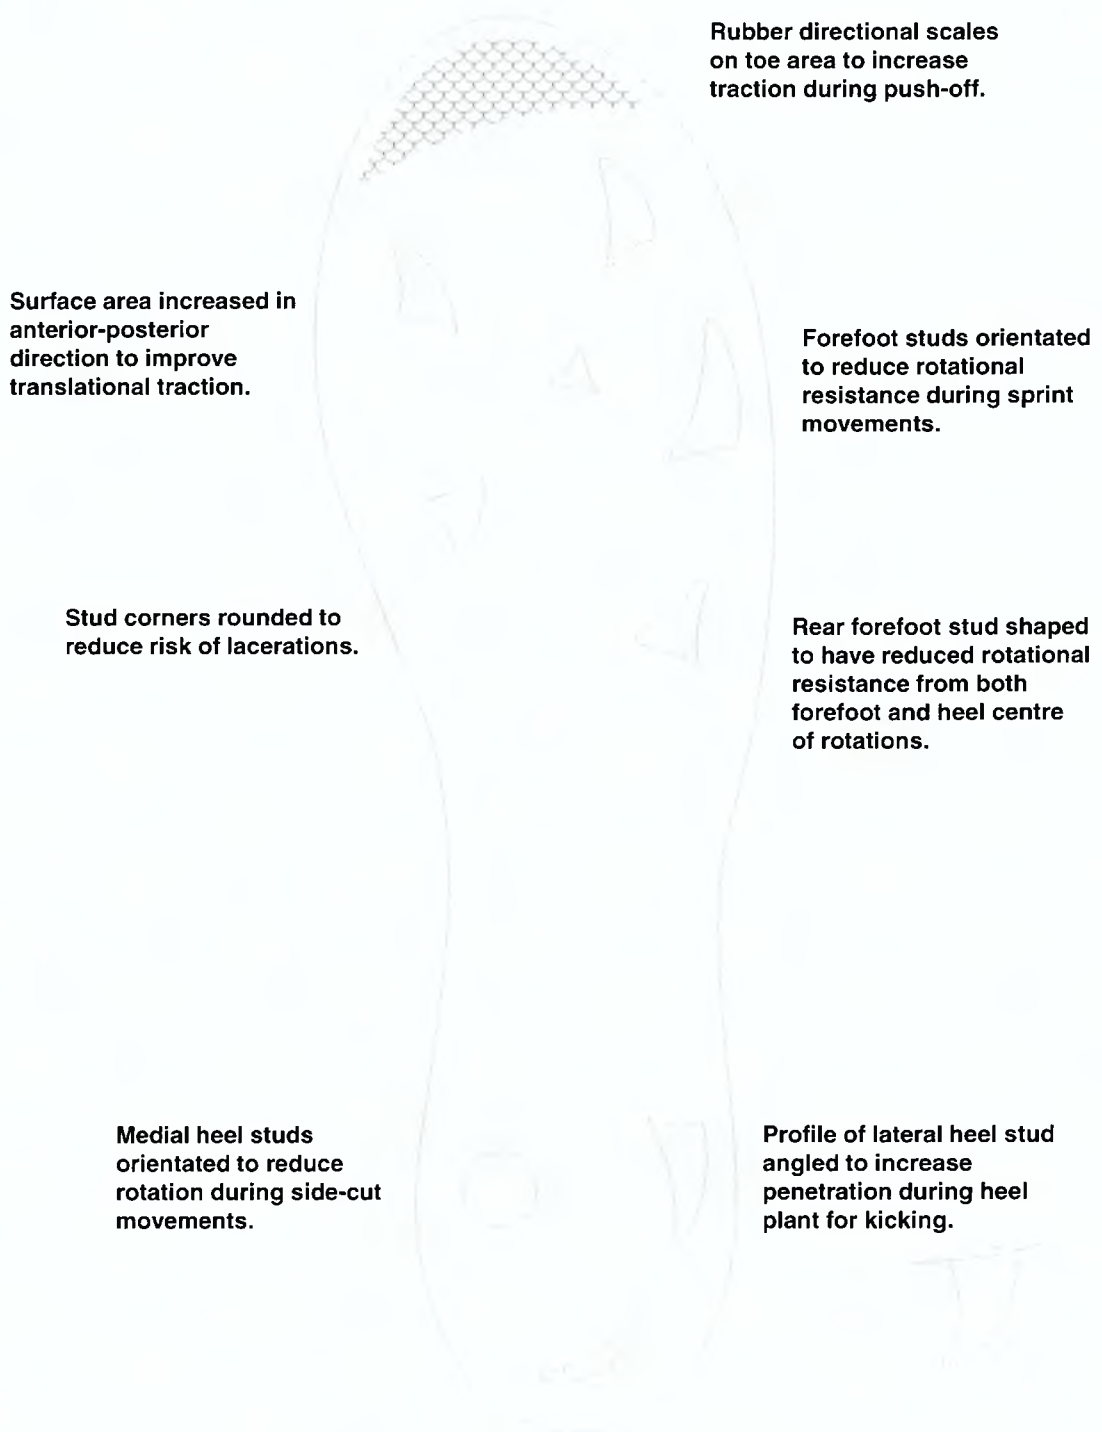 Rubber directional scales
on toe area to increase
traction during push-off.
Surface area increased in
anterior-posterior
direction to improve
translational traction.
Forefoot studs orientated
to reduce rotational
resistance during sprint
movements.
Stud corners rounded to
reduce risk of lacerations.
Rear forefoot stud shaped
to have reduced rotational
resistance from both
forefoot and heel centre
of rotations.
Medial heel studs
orientated to reduce
rotation during side-cut
movements.
Profile of lateral heel stud
angled to increase
penetration during heel
plant for kicking.